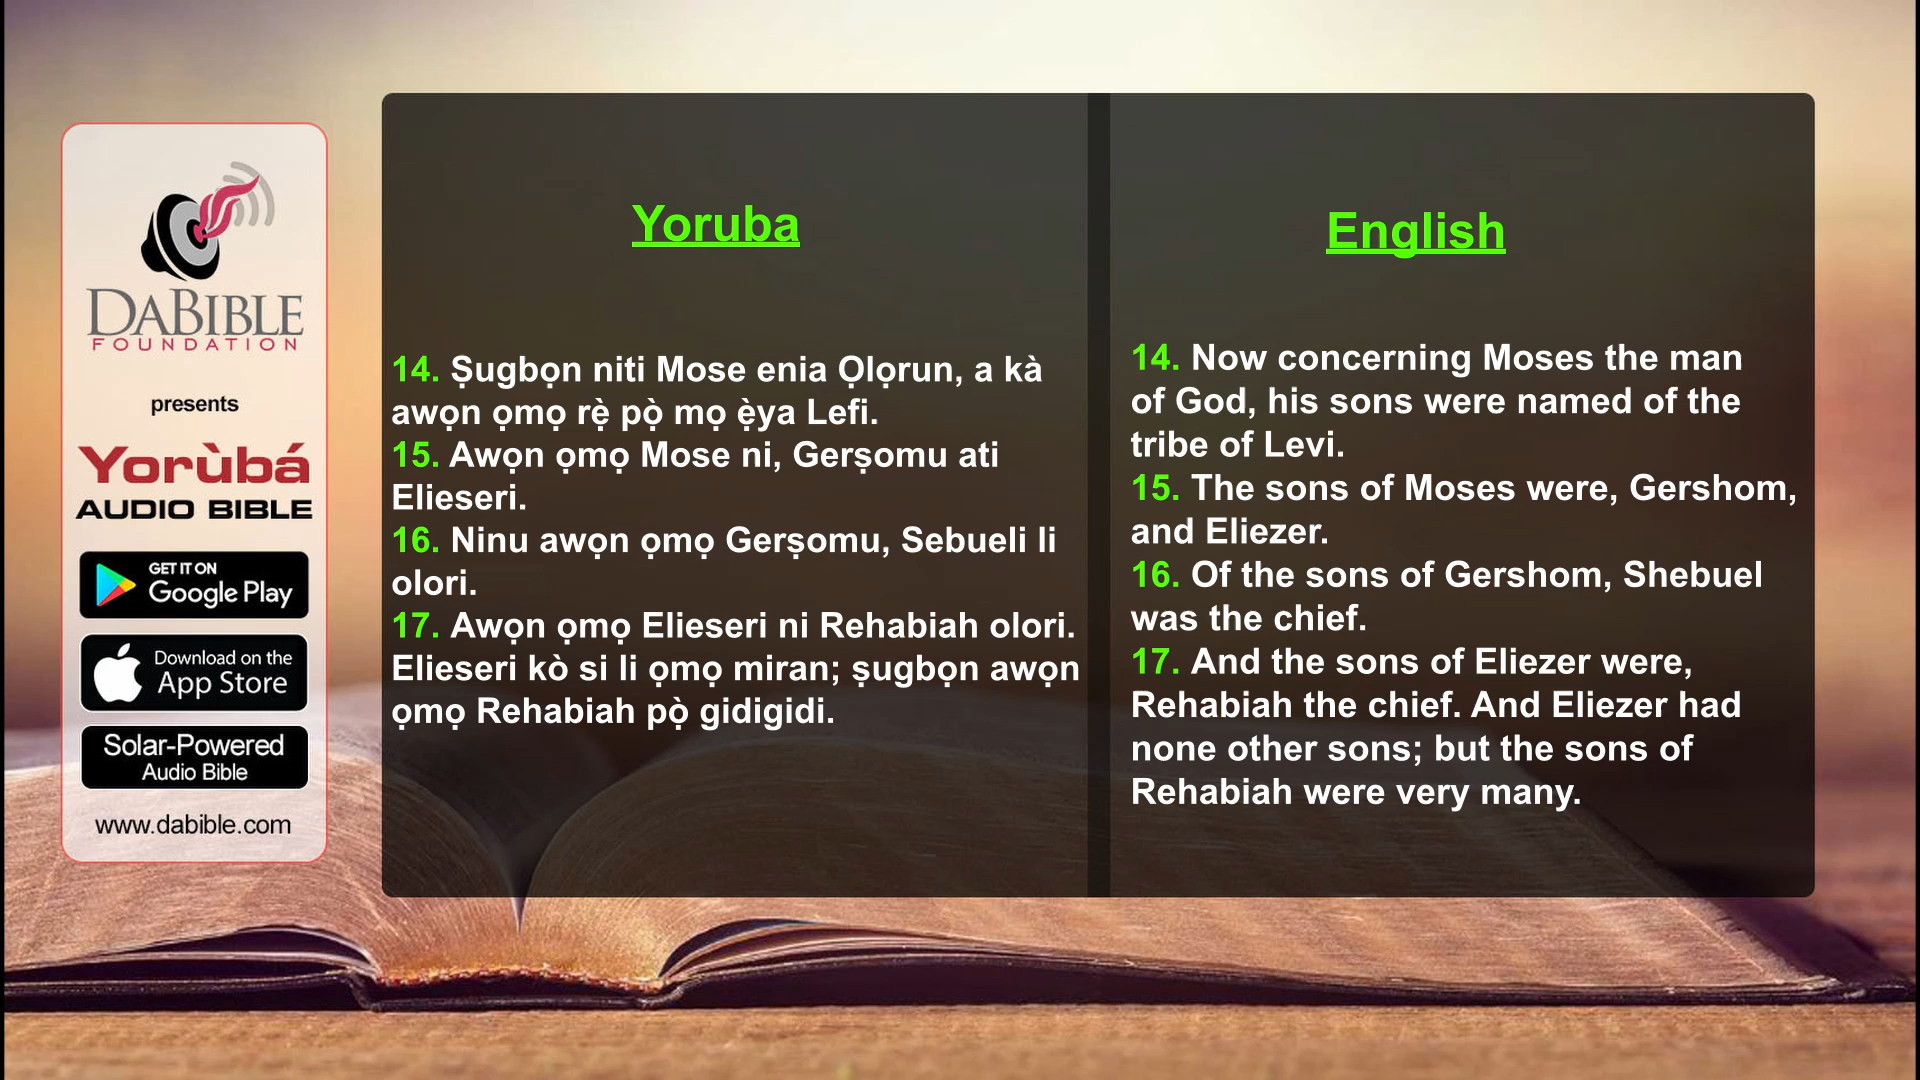 DABIBLE
FOUNDATION
presents
Yorùbá
AUDIO BIBLE
GET IT ON
Google Play
Download on the
App Store
Solar-Powered
Audio Bible
www.dabible.com
Yoruba
14. Ṣugbọn niti Mose enia Ọlọrun, a kà
awọn ọmọ rẹ̀ pọ̀ mọ ẹ̀ya Lefi.
15. Awọn ọmọ Mose ni, Gerṣomu ati
Elieseri.
16. Ninu awọn ọmọ Gerṣomu, Sebueli li
olori.
17. Awọn ọmọ Elieseri ni Rehabiah olori.
Elieseri kò si li ọmọ miran; ṣugbọn awọn
ọmọ Rehabiah pọ̀ gidigidi.
English
14. Now concerning Moses the man
of God, his sons were named of the
tribe of Levi.
15. The sons of Moses were, Gershom,
and Eliezer.
16. Of the sons of Gershom, Shebuel
was the chief.
17. And the sons of Eliezer were,
Rehabiah the chief. And Eliezer had
none other sons; but the sons of
Rehabiah were very many.